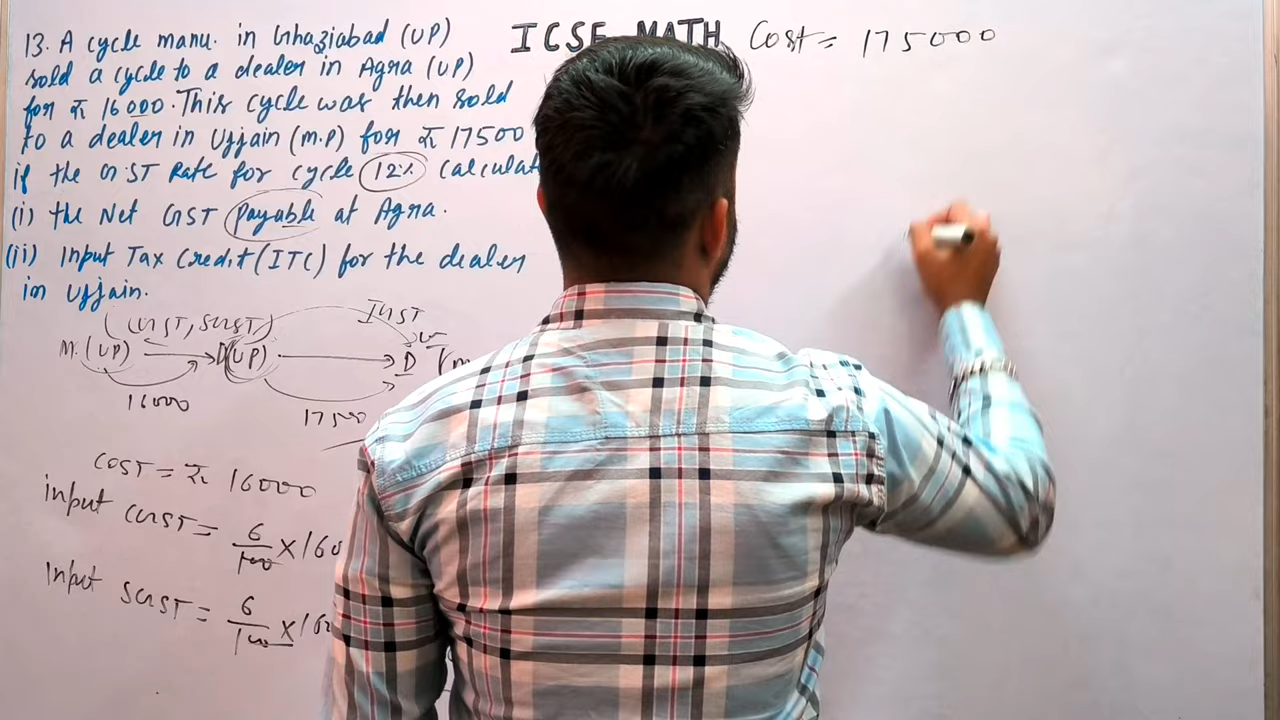 13. A cycle manu. in Ghaziabad (UP)
sold a cycle to a dealer in Agra (UP)
for ₹ 16000. This cycle was then sold
to a dealer in Ujjain (M.P) for ₹ 17500
if the GST Rate for cycle 12% calculat
(i) the Net GST Payable at Agra.
(ii) Input Tax Credit (ITC) for the dealer
in Ujjain.
ICSE MATH
Cost = 175000
(CGST, SGST)
IGST
M. (UP) D(UP) D (m
16000
17500
COST = ₹ 16000
input CGST = 6/100 X 160
Input SGST = 6/100 X 160